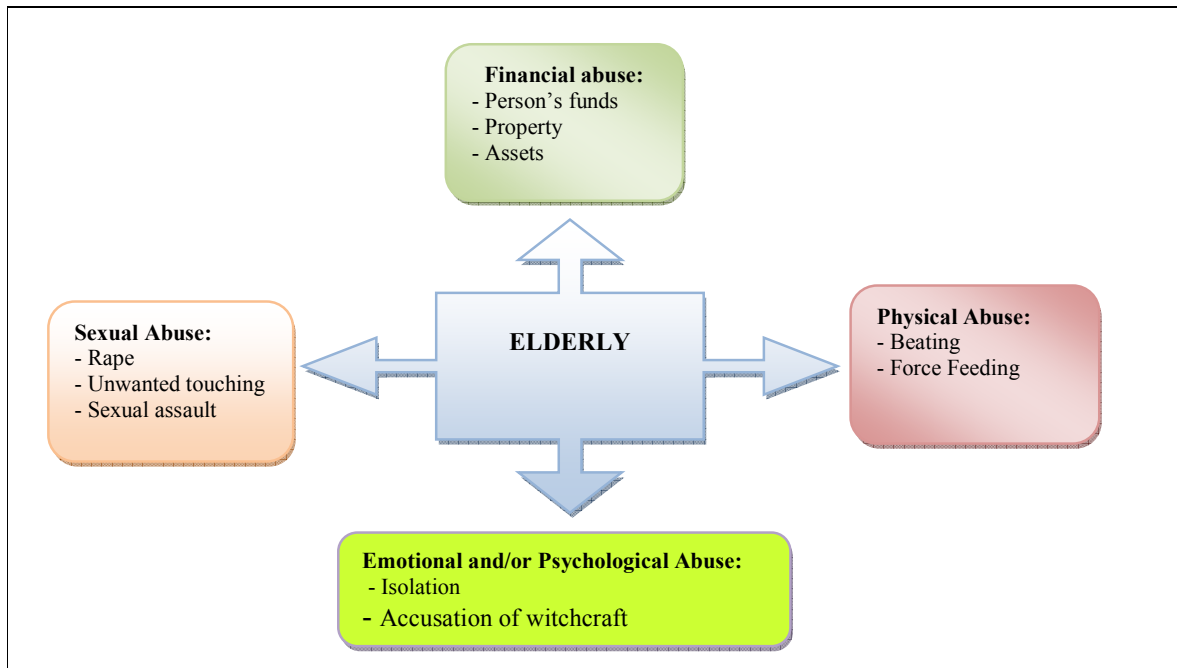 Financial abuse:
- Person’s funds
- Property
- Assets
Sexual Abuse:
- Rape
- Unwanted touching
- Sexual assault
ELDERLY
Physical Abuse:
- Beating
- Force Feeding
Emotional and/or Psychological Abuse:
- Isolation
- Accusation of witchcraft